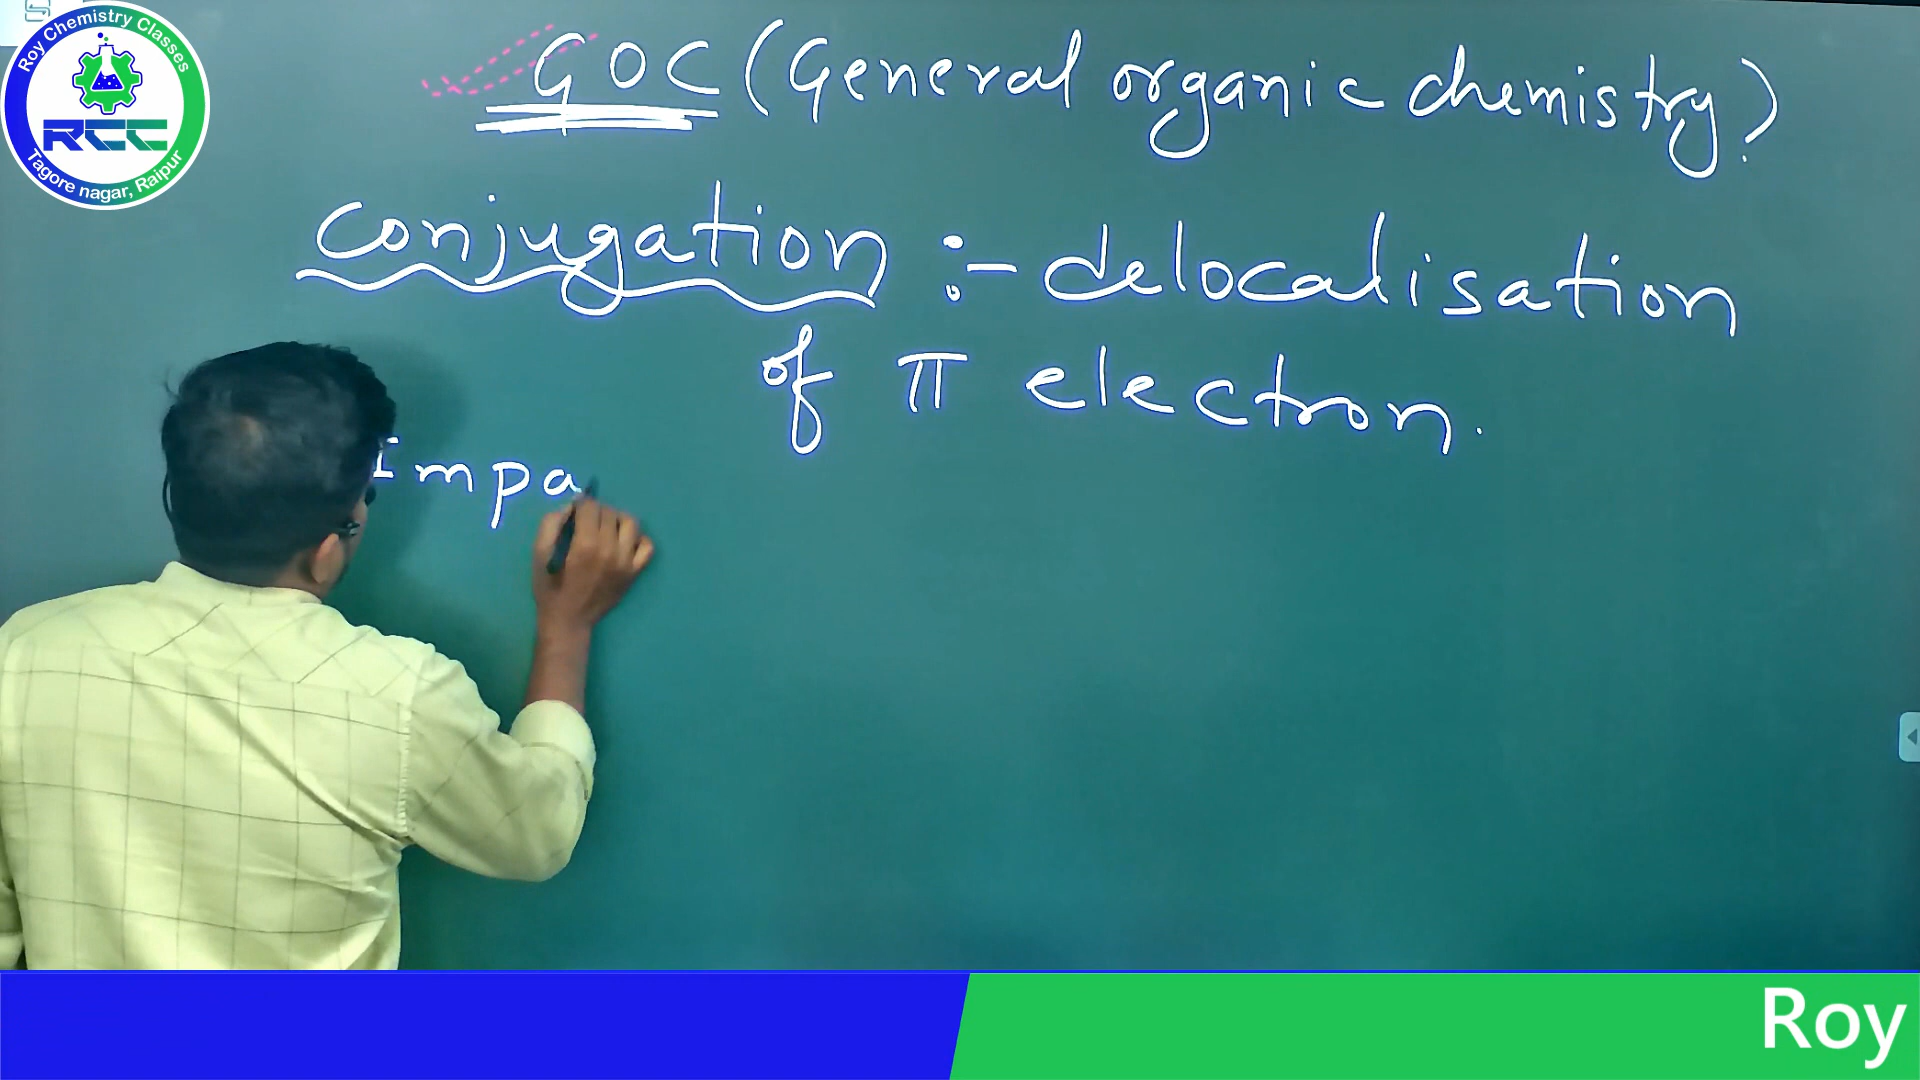 Roy Chemistry Classes
RCC
Tagore nagar, Raipur
GOC (General organic chemistry)
Conjugation :- delocalisation
of π electron.
Impa
Roy